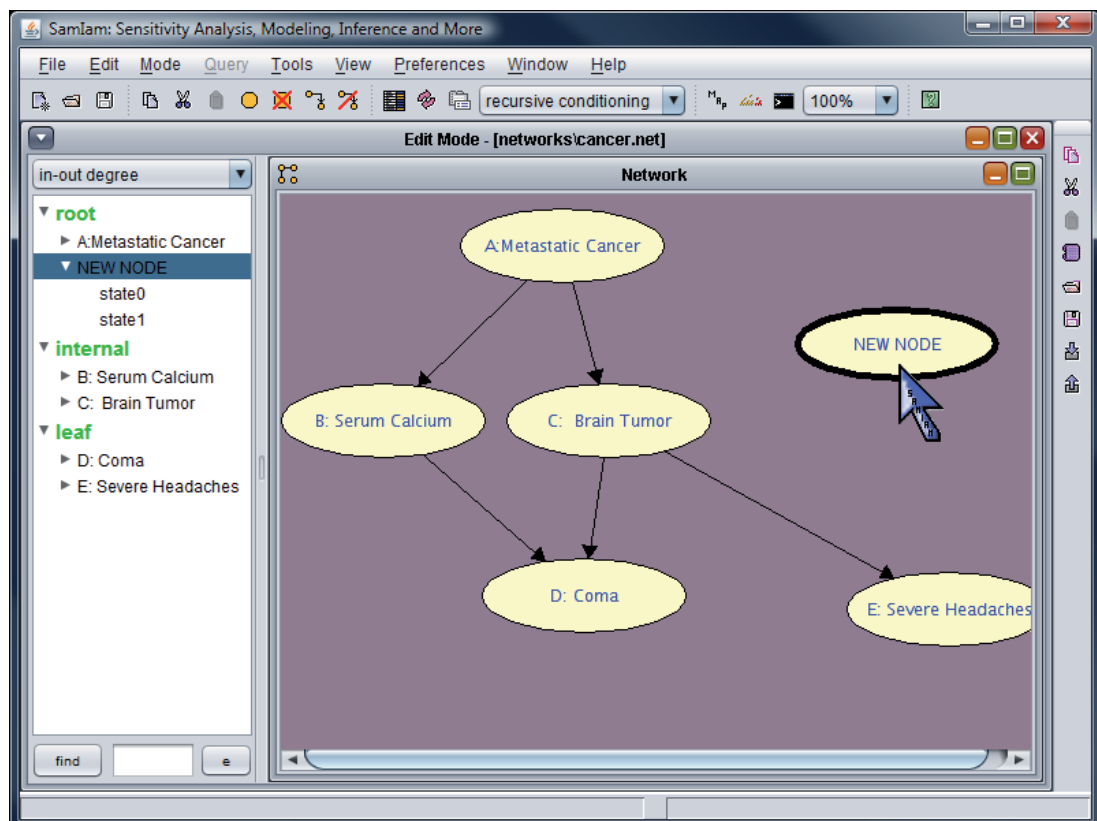 SamIam: Sensitivity Analysis, Modeling, Inference and More
File Edit Mode Query Tools View Preferences Window Help
recursive conditioning
100%
Edit Mode - [networks\cancer.net]
in-out degree
root
A:Metastatic Cancer
NEW NODE
state0
state1
internal
B: Serum Calcium
C: Brain Tumor
leaf
D: Coma
E: Severe Headaches
find
e
Network
A:Metastatic Cancer
NEW NODE
SAMIAM
B: Serum Calcium
C: Brain Tumor
D: Coma
E: Severe Headaches